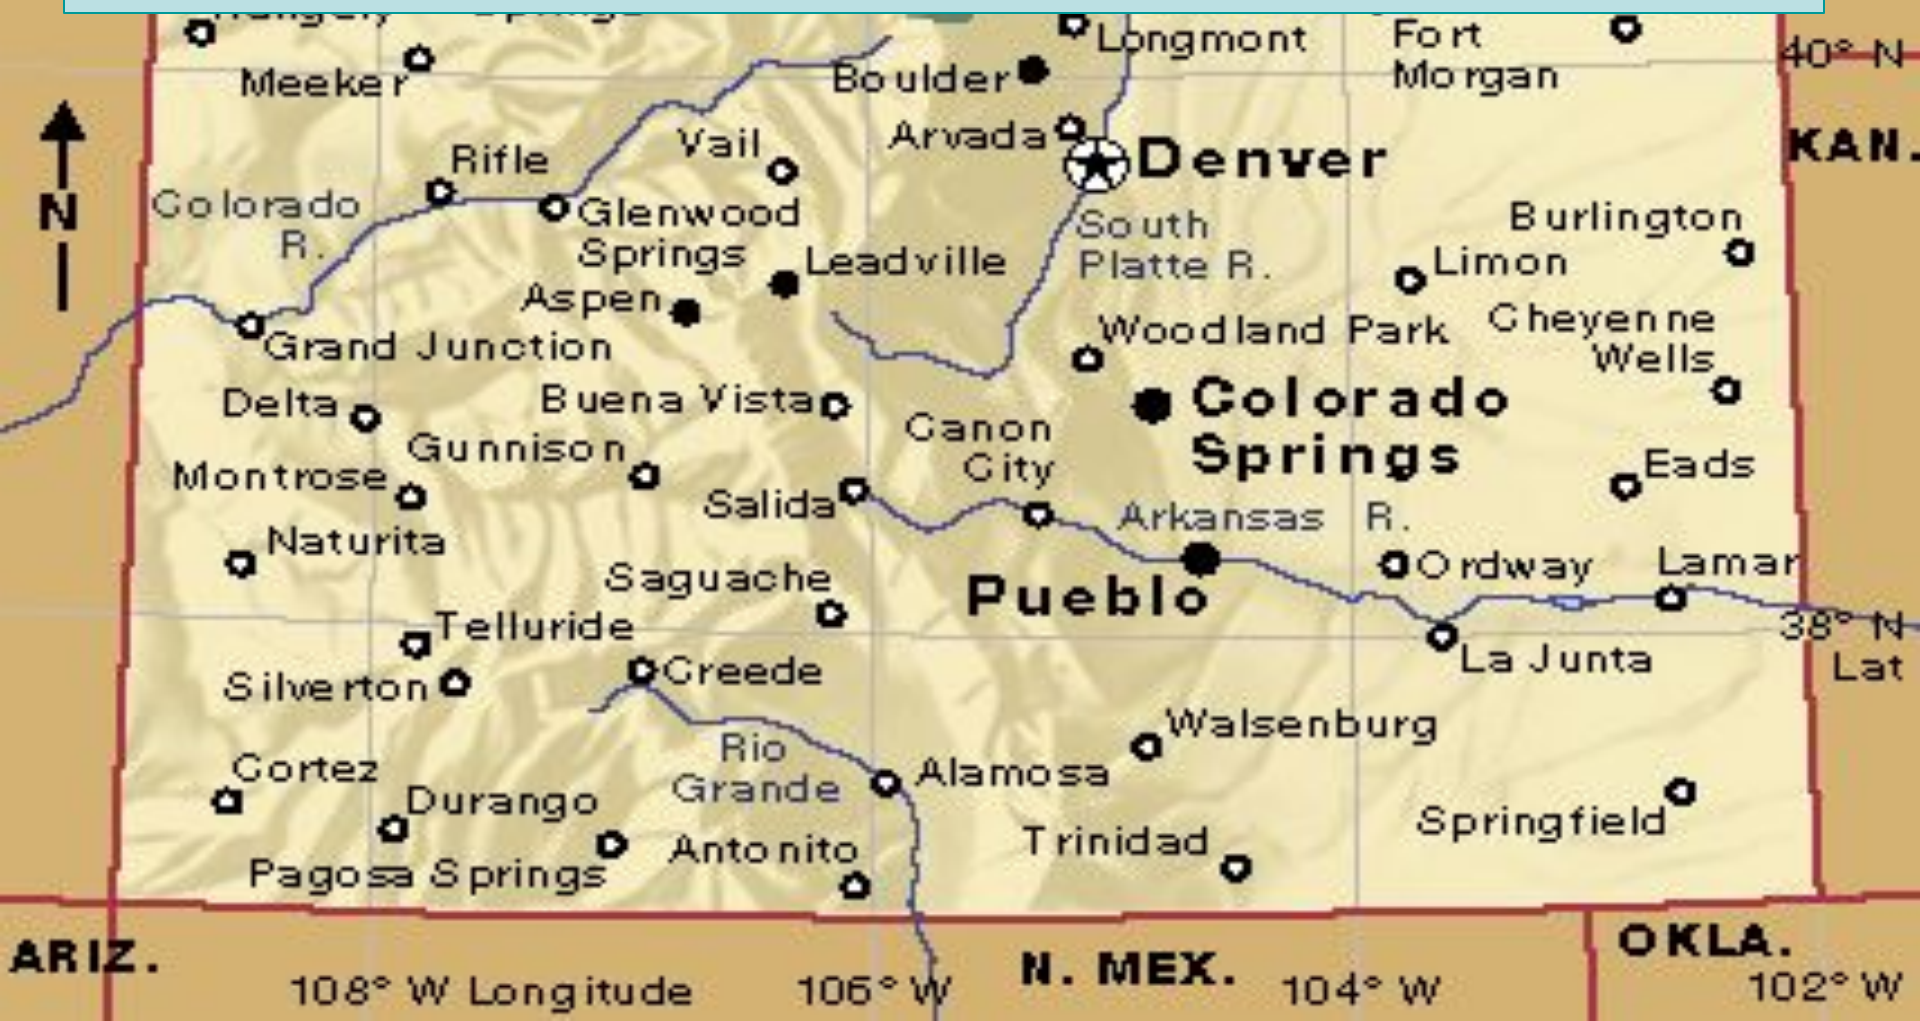 Longmont
Fort
Morgan
40° N
Meeker
Boulder
Arvada
Denver
KAN.
Vail
Rifle
N
Colorado
R.
Glenwood
Springs
Leadville
Aspen
South
Platte R.
Burlington
Limon
Grand Junction
Woodland Park
Cheyenne
Wells
Delta
Buena Vista
Colorado
Springs
Canon
City
Gunnison
Montrose
Salida
Eads
Arkansas R.
Naturita
Ordway
Lamar
Saguache
Pueblo
38° N
Lat
Telluride
Creede
La Junta
Silverton
Walsenburg
Rio
Grande
Cortez
Alamosa
Durango
Springfield
Trinidad
Antonito
Pagosa Springs
ARIZ.
N. MEX.
OKLA.
108° W Longitude
106° W
104° W
102° W